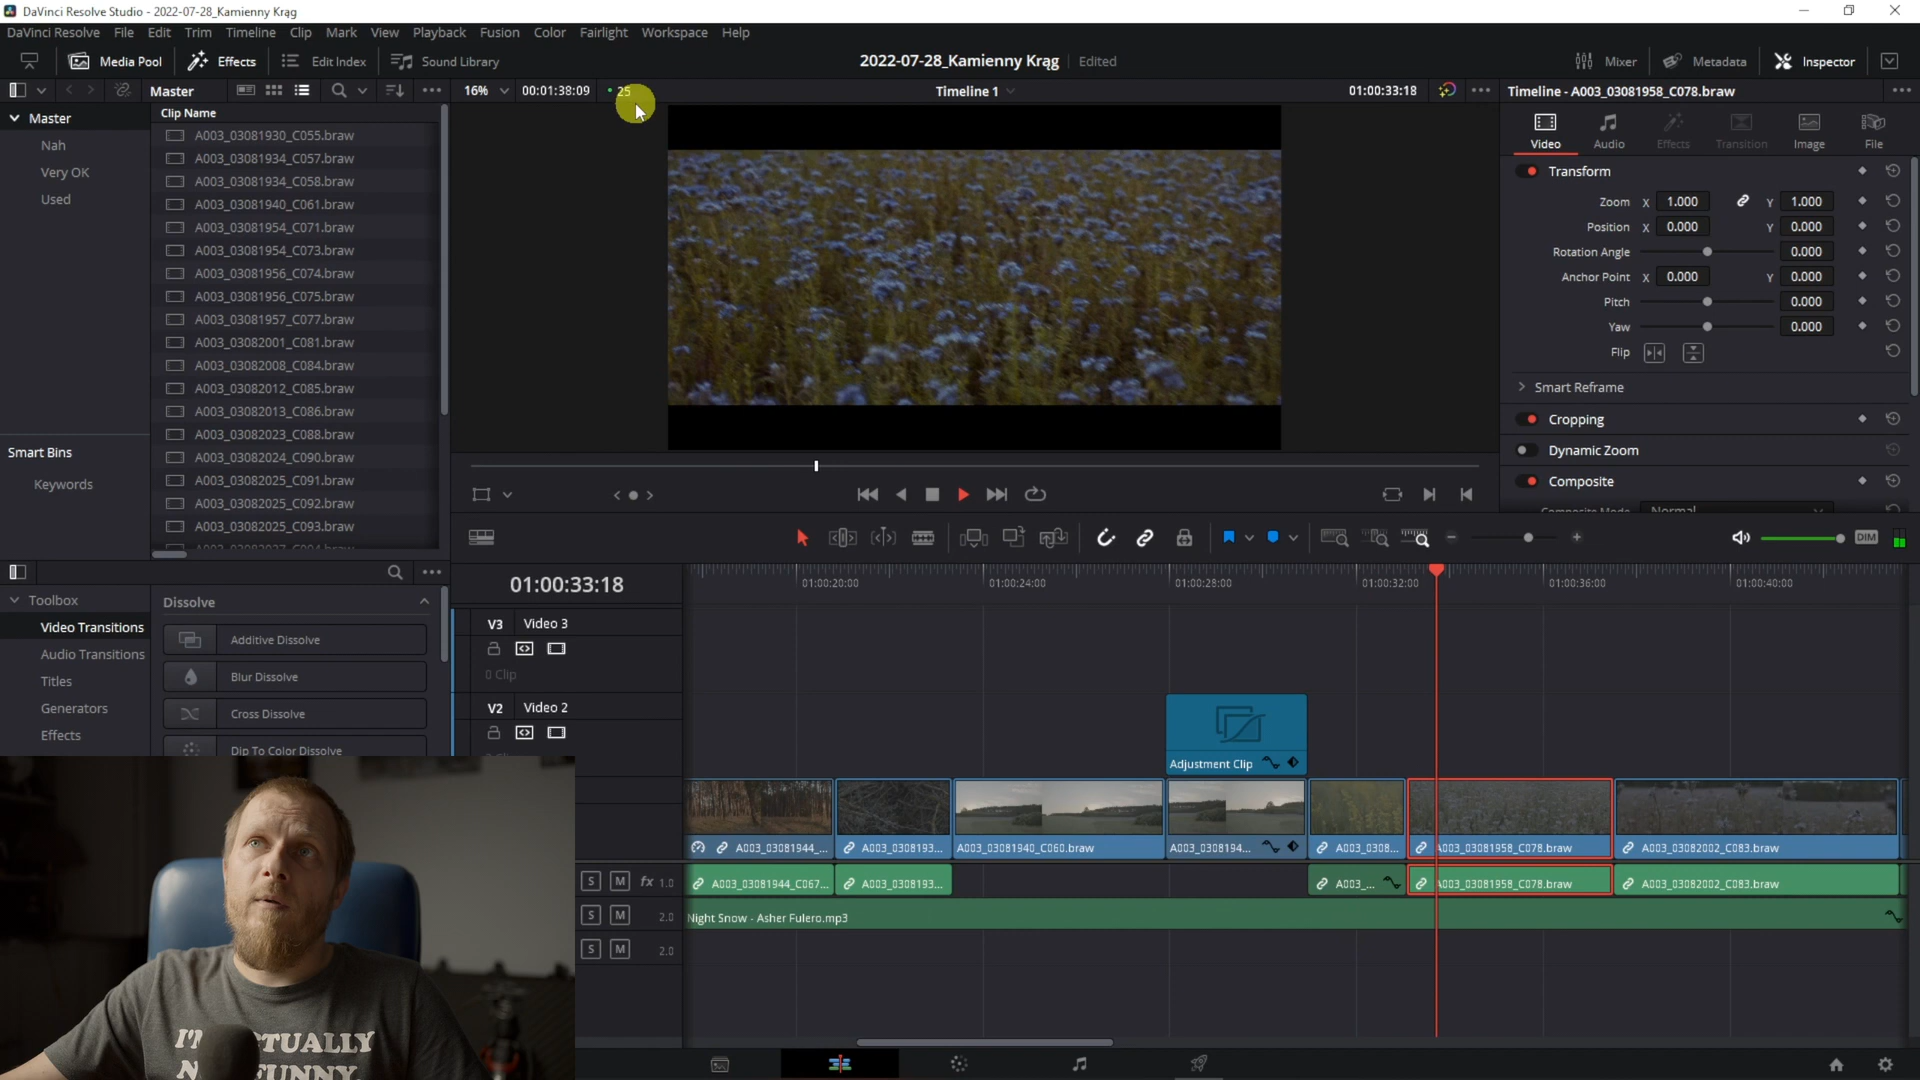 DaVinci Resolve Studio - 2022-07-28_Kamienny Krąg
DaVinci Resolve File Edit Trim Timeline Clip Mark View Playback Fusion Color Fairlight Workspace Help
Media Pool Effects Edit Index Sound Library 2022-07-28_Kamienny Krąg Edited Mixer Metadata Inspector
Master 16% 00:01:38:09 25 Timeline 1 01:00:33:18 Timeline - A003_03081958_C078.braw
Master
Nah
Very OK
Used
Smart Bins
Keywords
Clip Name
A003_03081930_C055.braw
A003_03081934_C057.braw
A003_03081934_C058.braw
A003_03081940_C061.braw
A003_03081954_C071.braw
A003_03081954_C073.braw
A003_03081956_C074.braw
A003_03081956_C075.braw
A003_03081957_C077.braw
A003_03082001_C081.braw
A003_03082008_C084.braw
A003_03082012_C085.braw
A003_03082013_C086.braw
A003_03082023_C088.braw
A003_03082024_C090.braw
A003_03082025_C091.braw
A003_03082025_C092.braw
A003_03082025_C093.braw
Video Audio Effects Transition Image File
Transform
Zoom X 1.000 Y 1.000
Position X 0.000 Y 0.000
Rotation Angle 0.000
Anchor Point X 0.000 Y 0.000
Pitch 0.000
Yaw 0.000
Flip
Smart Reframe
Cropping
Dynamic Zoom
Composite
DIM
Toolbox
Video Transitions
Audio Transitions
Titles
Generators
Effects
Dissolve
Additive Dissolve
Blur Dissolve
Cross Dissolve
Dip To Color Dissolve
01:00:33:18 01:00:20:00 01:00:24:00 01:00:28:00 01:00:32:00 01:00:36:00 01:00:40:00
V3 Video 3
0 Clip
V2 Video 2
Adjustment Clip
A003_03081944_... A003_0308193... A003_03081940_C060.braw A003_0308194... A003_0308... A003_03081958_C078.braw A003_03082002_C083.braw
S M fx 1.0 A003_03081944_C067... A003_0308193... A003_... A003_03081958_C078.braw A003_03082002_C083.braw
S M 2.0 Night Snow - Asher Fulero.mp3
S M 2.0